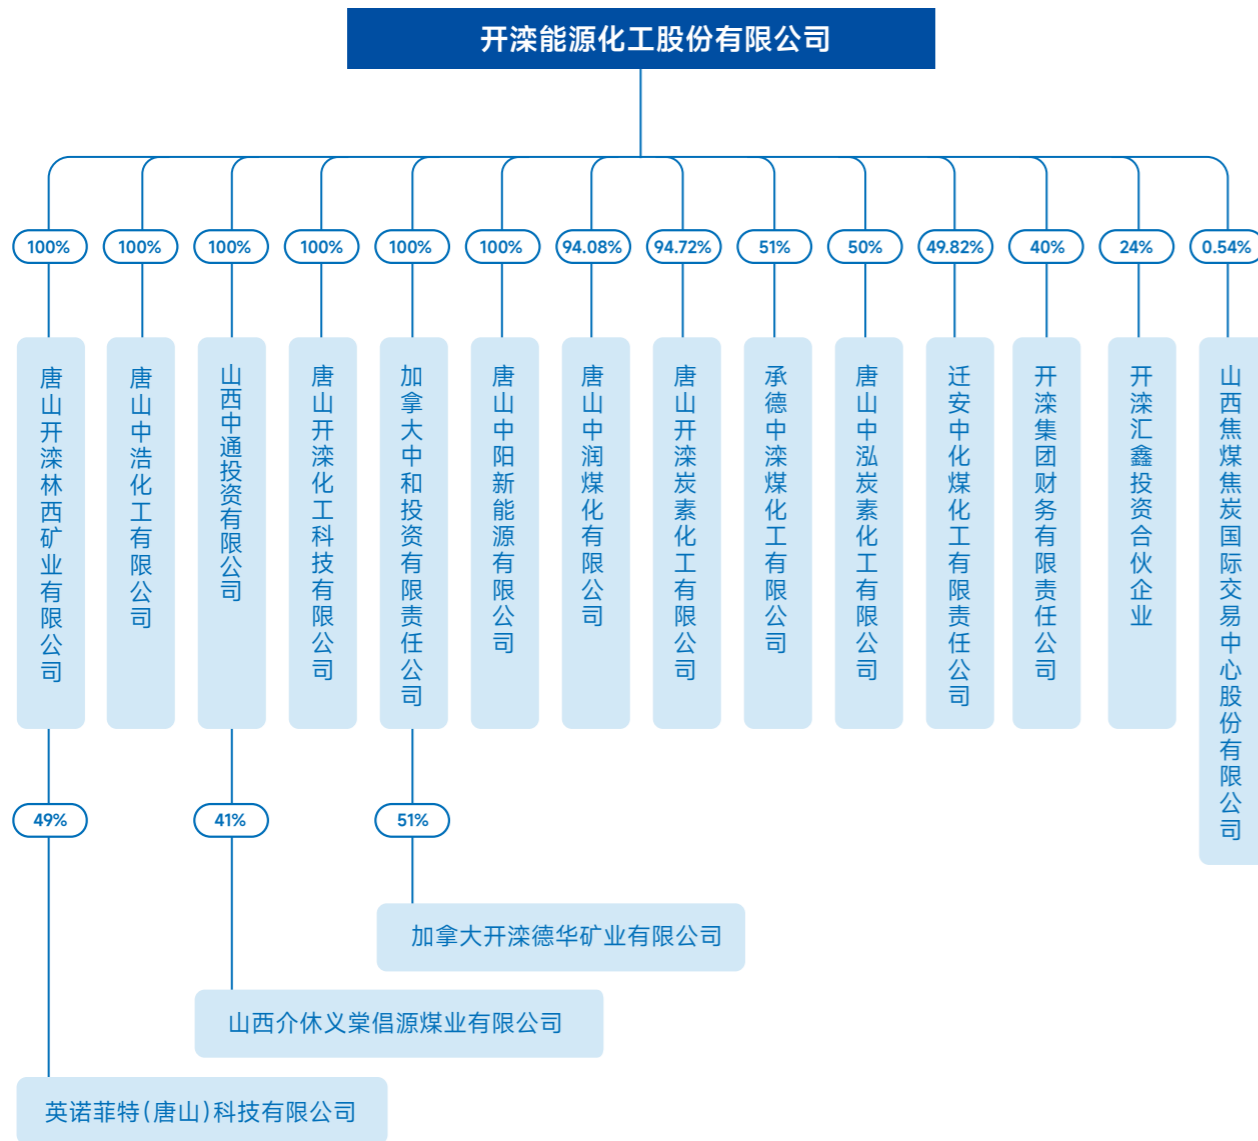 开滦能源化工股份有限公司
100%
100%
100%
100%
100%
100%
94.08%
94.72%
51%
50%
49.82%
40%
24%
0.54%
唐山开滦林西矿业有限公司
唐山中浩化工有限公司
山西中通投资有限公司
唐山开滦化工科技有限公司
加拿大中和投资有限责任公司
唐山中阳新能源有限公司
唐山中润煤化有限公司
唐山开滦炭素化工有限公司
承德中滦煤化工有限公司
唐山中泓炭素化工有限公司
迁安中化煤化工有限责任公司
开滦集团财务有限责任公司
开滦汇鑫投资合伙企业
山西焦煤焦炭国际交易中心股份有限公司
49%
41%
51%
加拿大开滦德华矿业有限公司
山西介休义棠倡源煤业有限公司
英诺菲特(唐山)科技有限公司